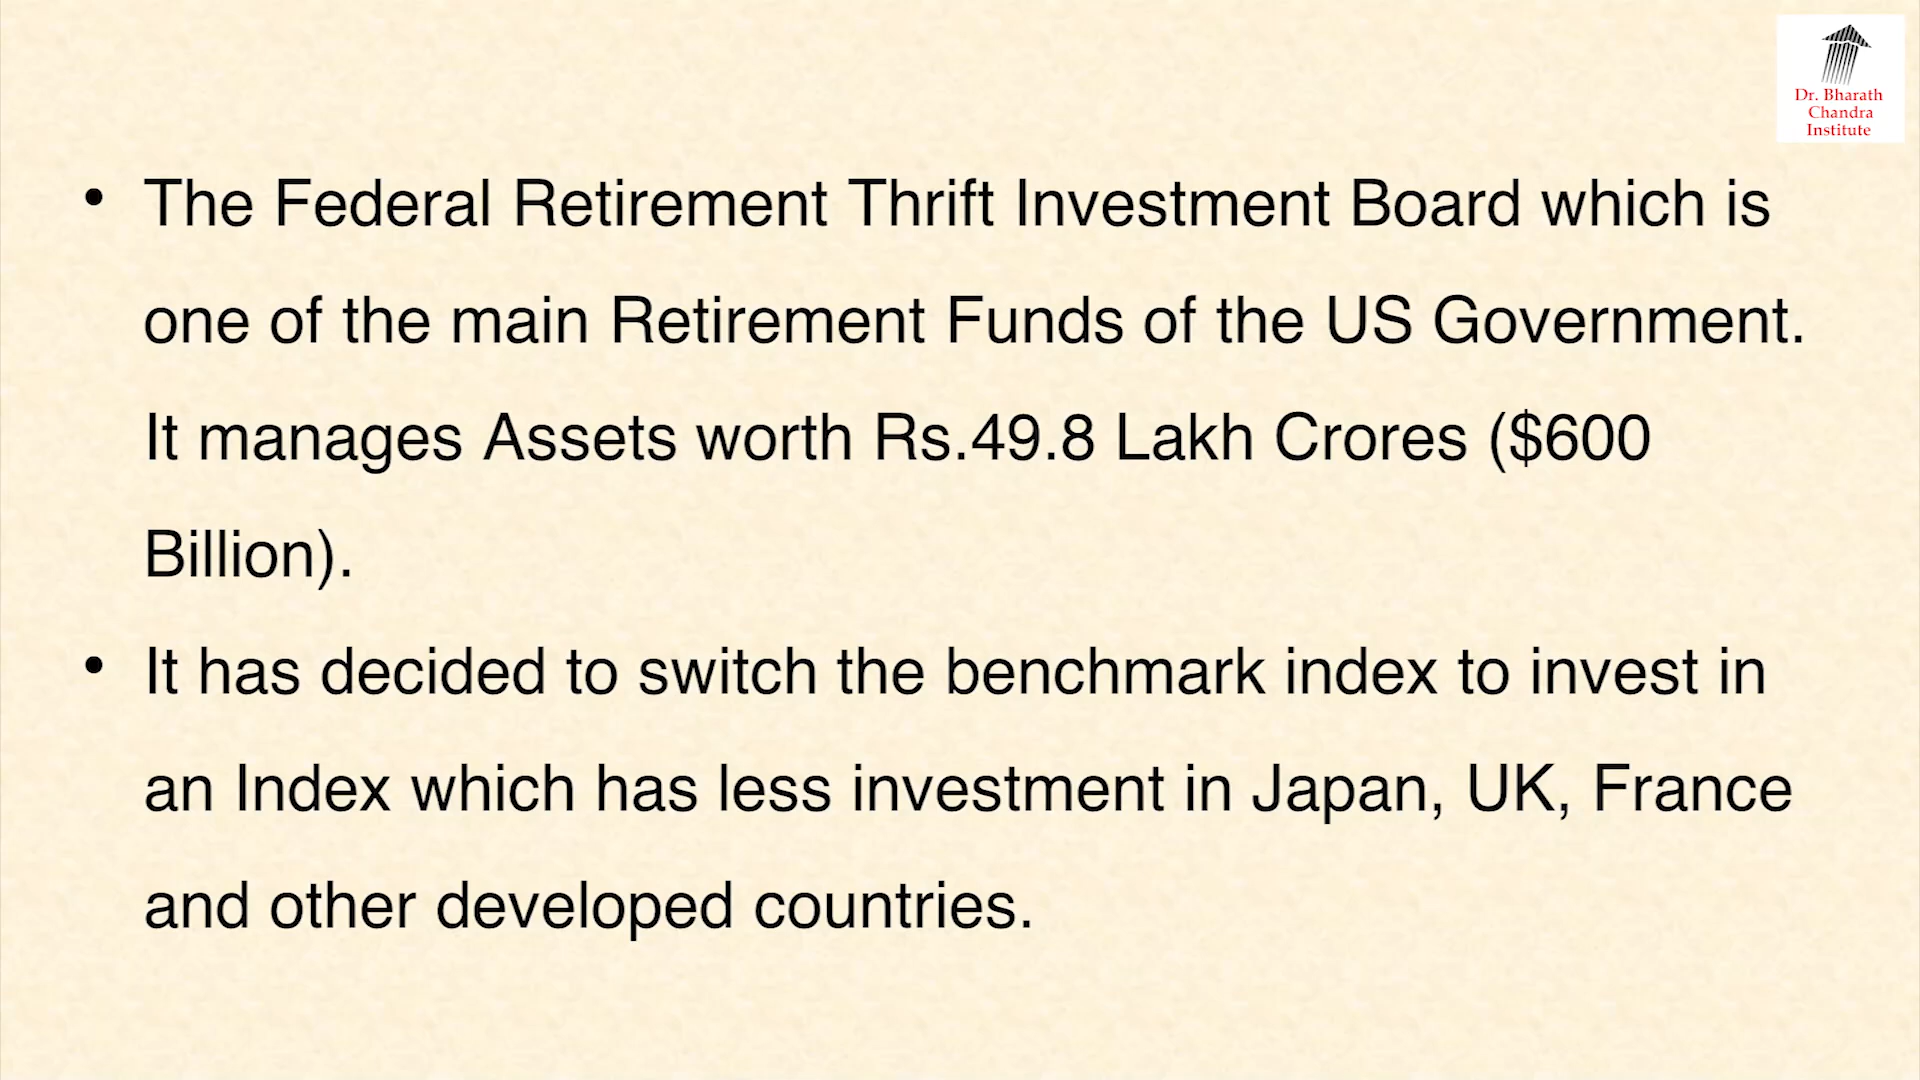 Dr. Bharath
Chandra
Institute
• The Federal Retirement Thrift Investment Board which is
one of the main Retirement Funds of the US Government.
It manages Assets worth Rs.49.8 Lakh Crores ($600
Billion).
• It has decided to switch the benchmark index to invest in
an Index which has less investment in Japan, UK, France
and other developed countries.